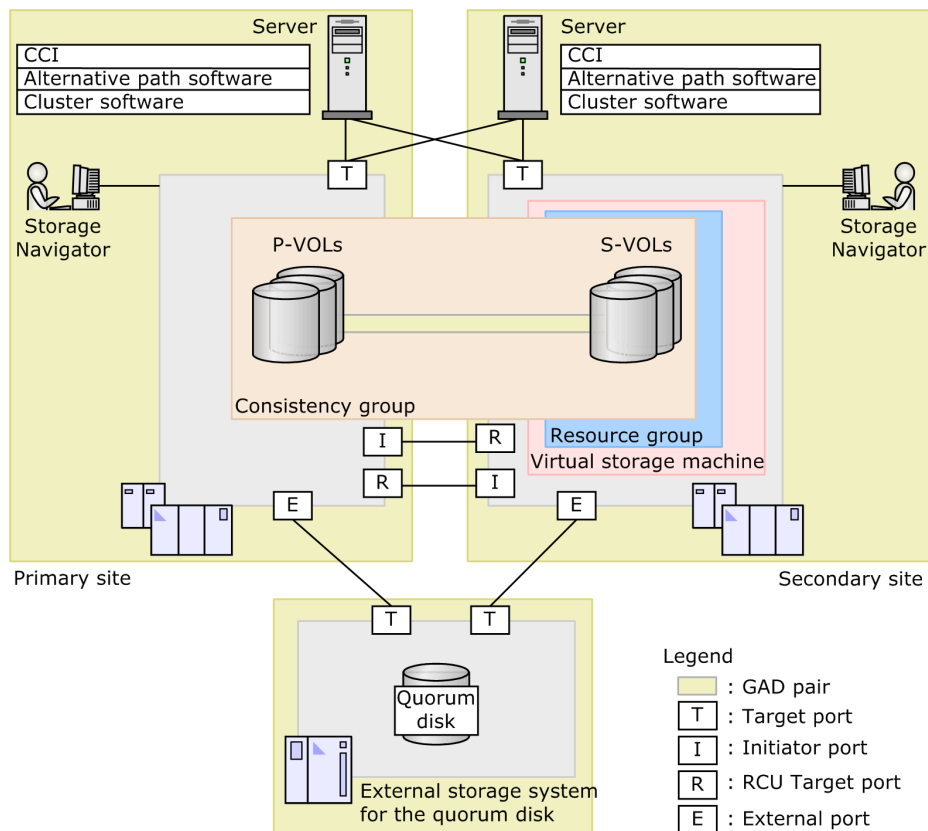 Server
CCI
Alternative path software
Cluster software
Server
CCI
Alternative path software
Cluster software
T
T
Storage
Navigator
Storage
Navigator
P-VOLs
S-VOLs
Consistency group
Resource group
Virtual storage machine
I
R
R
I
E
E
Primary site
Secondary site
T
T
Quorum
disk
External storage system
for the quorum disk
Legend
: GAD pair
T : Target port
I : Initiator port
R : RCU Target port
E : External port